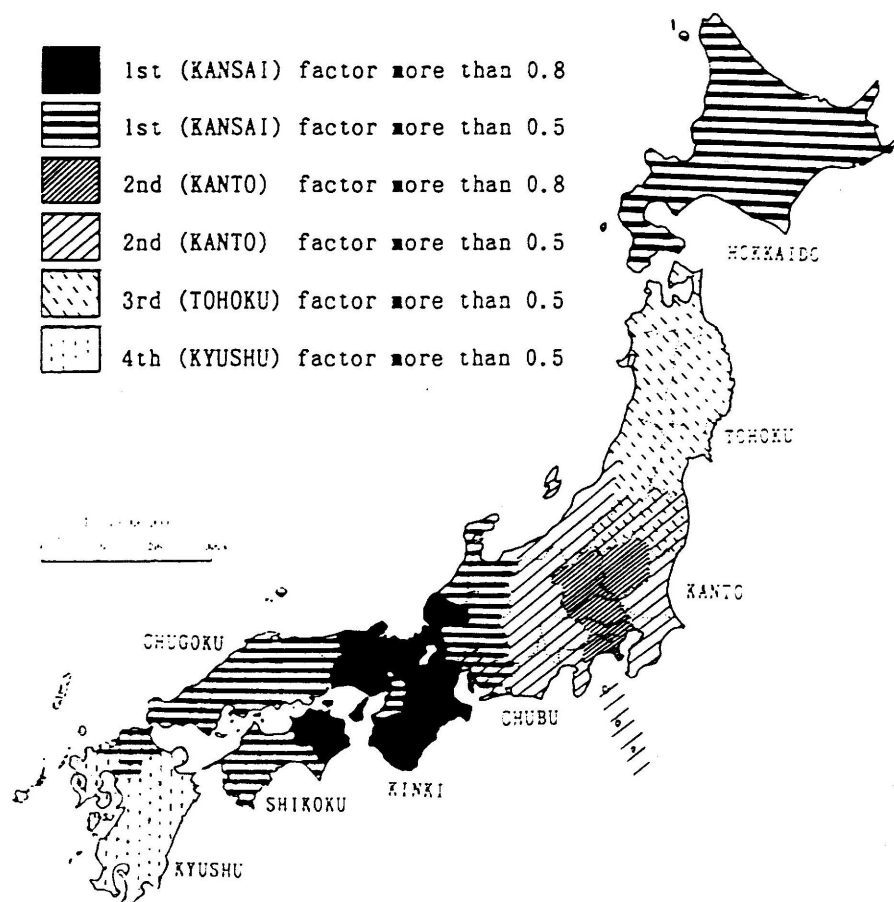 1st (KANSAI) factor more than 0.8
1st (KANSAI) factor more than 0.5
2nd (KANTO) factor more than 0.8
2nd (KANTO) factor more than 0.5
3rd (TOHOKU) factor more than 0.5
4th (KYUSHU) factor more than 0.5
HOKKAIDO
TOHOKU
KANTO
CHUGOKU
CHUBU
KINKI
SHIKOKU
KYUSHU